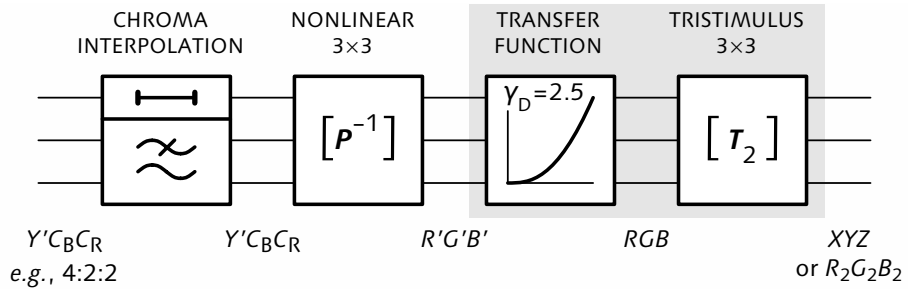 CHROMA
INTERPOLATION
NONLINEAR
3×3
TRANSFER
FUNCTION
TRISTIMULUS
3×3
[P⁻¹]
γD=2.5
[T₂]
Y'CBCR
e.g., 4:2:2
Y'CBCR
R'G'B'
RGB
XYZ
or R₂G₂B₂